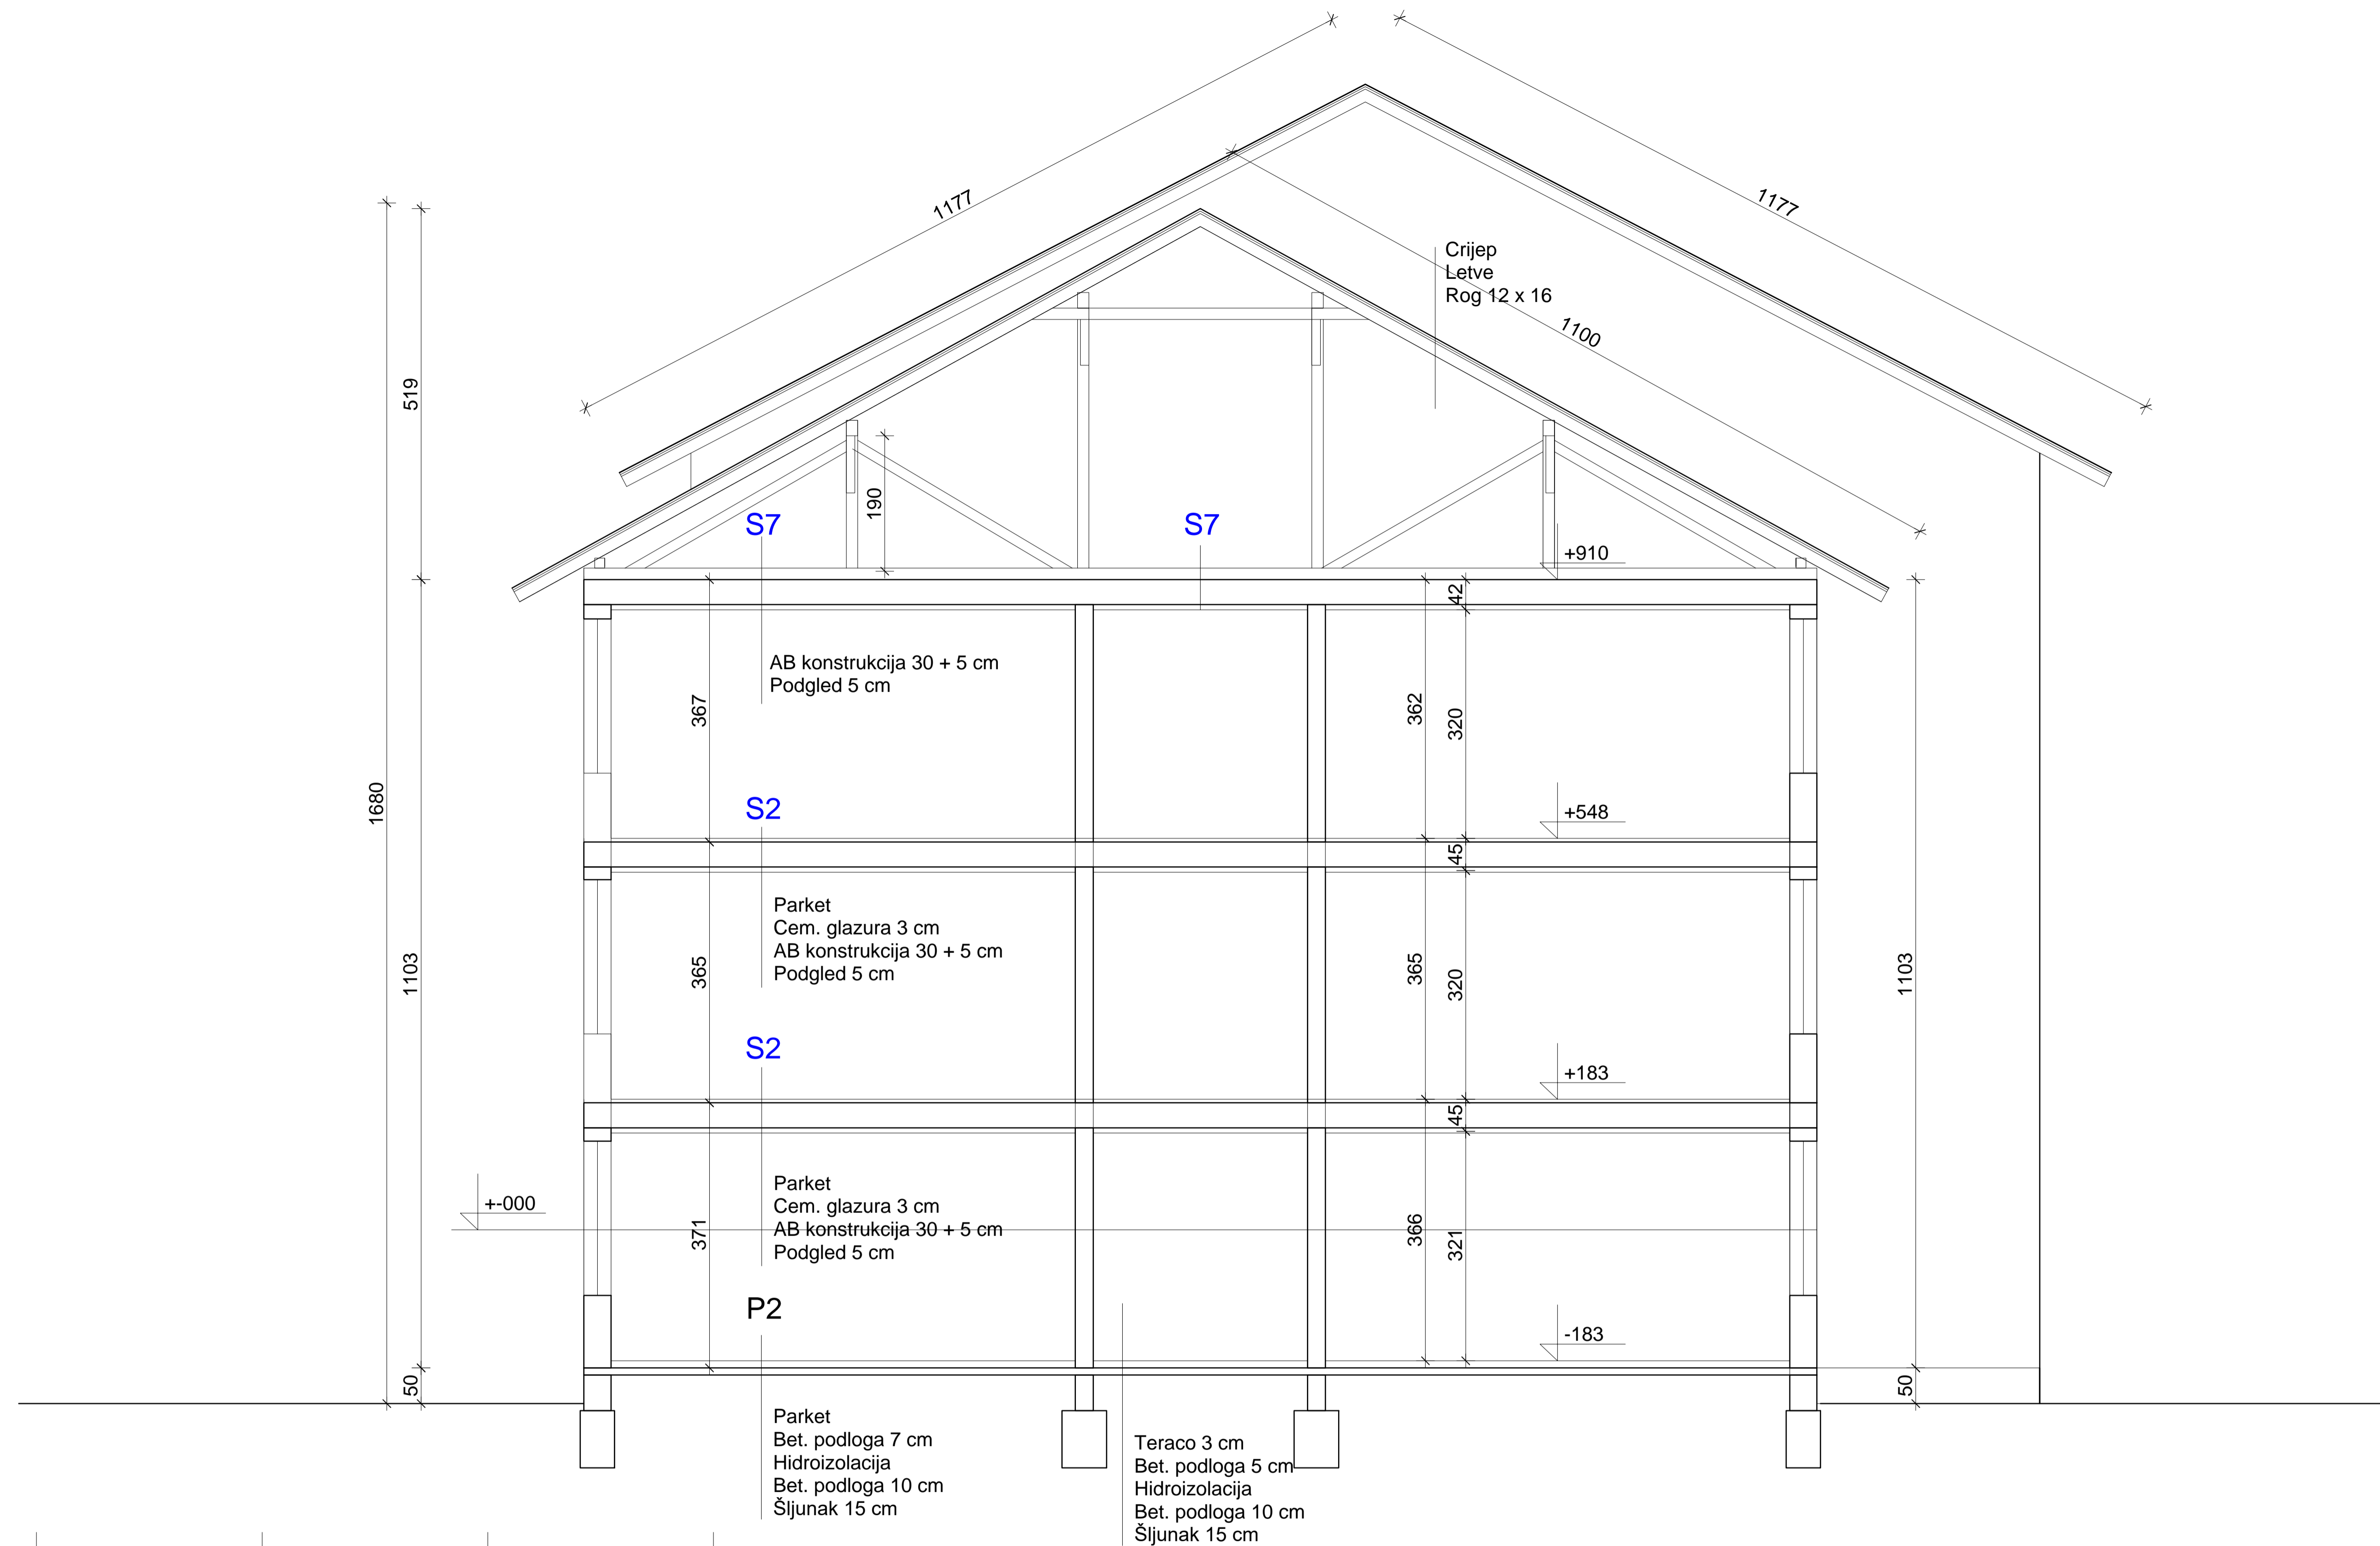 1177
1177
Crijep
Letve
Rog 12 x 16
1100
519
190
S7
S7
+910
42
AB konstrukcija 30 + 5 cm
Podgled 5 cm
367
362
320
1680
S2
+548
45
Parket
Cem. glazura 3 cm
AB konstrukcija 30 + 5 cm
Podgled 5 cm
1103
365
365
320
1103
S2
+183
45
Parket
Cem. glazura 3 cm
AB konstrukcija 30 + 5 cm
Podgled 5 cm
+-000
371
366
321
P2
-183
50
50
Parket
Bet. podloga 7 cm
Hidroizolacija
Bet. podloga 10 cm
Šljunak 15 cm
Teraco 3 cm
Bet. podloga 5 cm
Hidroizolacija
Bet. podloga 10 cm
Šljunak 15 cm